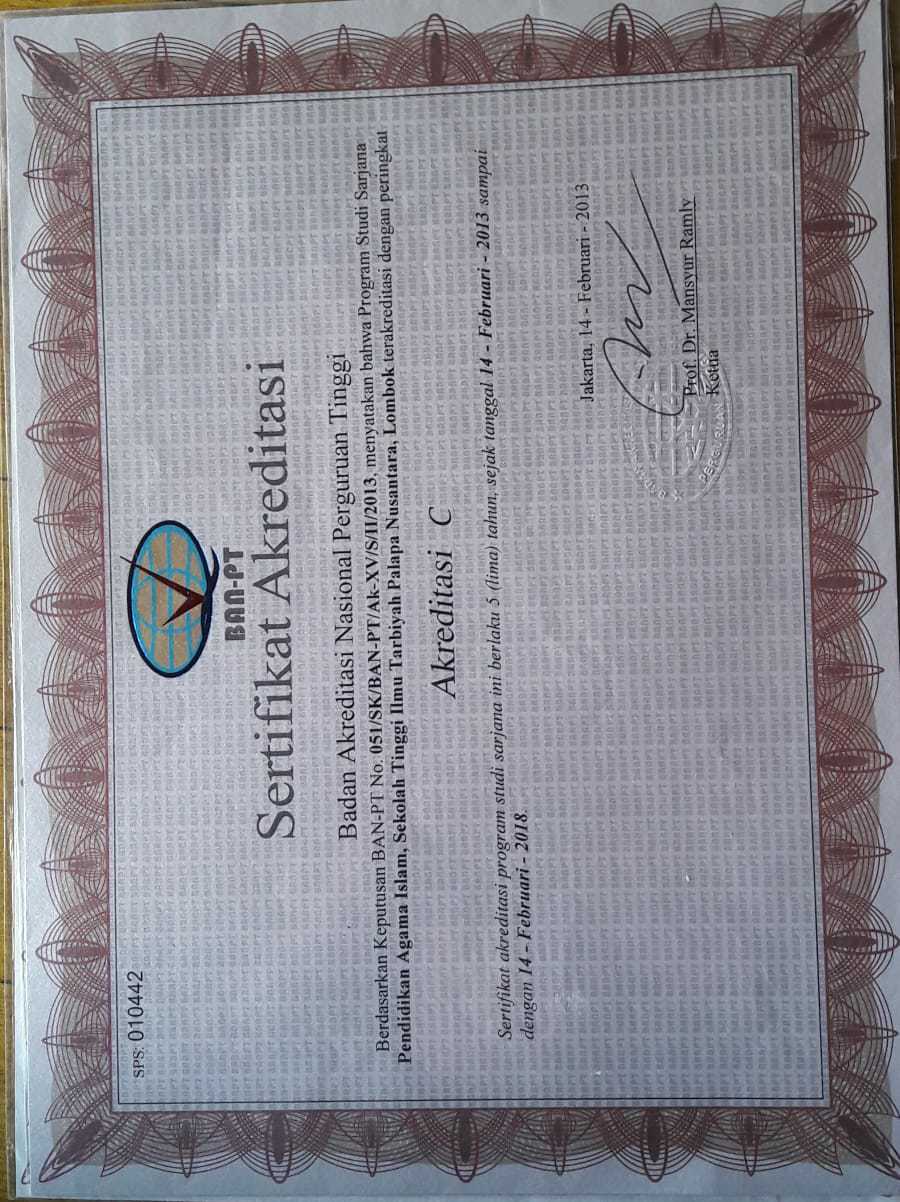 SPS: 010442
BAN-PT
Sertifikat Akreditasi
Badan Akreditasi Nasional Perguruan Tinggi
Berdasarkan Keputusan BAN-PT No. 051/SK/BAN-PT/Ak-XV/S/II/2013, menyatakan bahwa Program Studi Sarjana
Pendidikan Agama Islam, Sekolah Tinggi Ilmu Tarbiyah Palapa Nusantara, Lombok terakreditasi dengan peringkat
Akreditasi C
Sertifikat akreditasi program studi sarjana ini berlaku 5 (lima) tahun, sejak tanggal 14 - Februari - 2013 sampai
dengan 14 - Februari - 2018.
Jakarta, 14 - Februari - 2013
Prof. Dr. Mansyur Ramly
Ketua